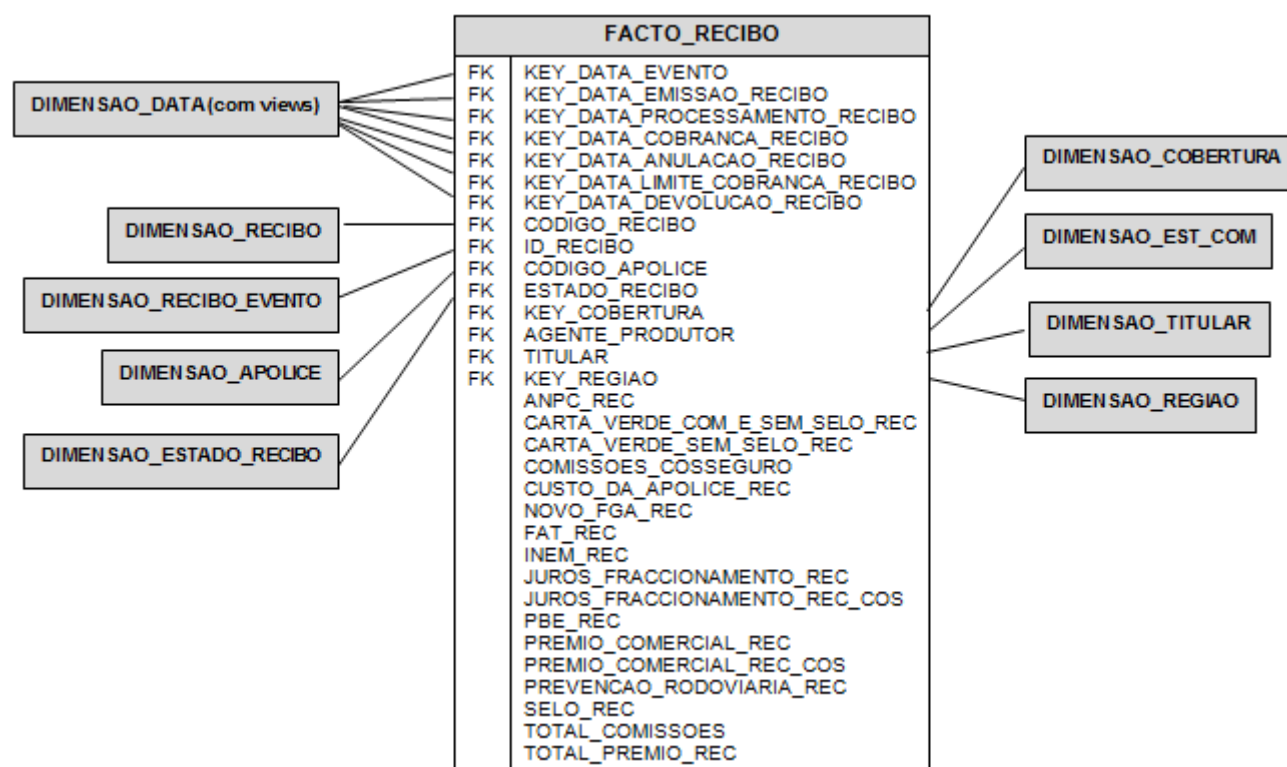 FACTO_RECIBO
FK KEY_DATA_EVENTO
FK KEY_DATA_EMISSAO_RECIBO
FK KEY_DATA_PROCESSAMENTO_RECIBO
FK KEY_DATA_COBRANCA_RECIBO
FK KEY_DATA_ANULACAO_RECIBO
FK KEY_DATA_LIMITE_COBRANCA_RECIBO
FK KEY_DATA_DEVOLUCAO_RECIBO
FK CODIGO_RECIBO
FK ID_RECIBO
FK CODIGO_APOLICE
FK ESTADO_RECIBO
FK KEY_COBERTURA
FK AGENTE_PRODUTOR
FK TITULAR
FK KEY_REGIAO
ANPC_REC
CARTA_VERDE_COM_E_SEM_SELO_REC
CARTA_VERDE_SEM_SELO_REC
COMISSOES_COSSEGURO
CUSTO_DA_APOLICE_REC
NOVO_FGA_REC
FAT_REC
INEM_REC
JUROS_FRACCIONAMENTO_REC
JUROS_FRACCIONAMENTO_REC_COS
PBE_REC
PREMIO_COMERCIAL_REC
PREMIO_COMERCIAL_REC_COS
PREVENCAO_RODOVIARIA_REC
SELO_REC
TOTAL_COMISSOES
TOTAL_PREMIO_REC
DIMENSAO_DATA(com views)
DIMENSAO_RECIBO
DIMENSAO_RECIBO_EVENTO
DIMENSAO_APOLICE
DIMENSAO_ESTADO_RECIBO
DIMENSAO_COBERTURA
DIMENSAO_EST_COM
DIMENSAO_TITULAR
DIMENSAO_REGIAO